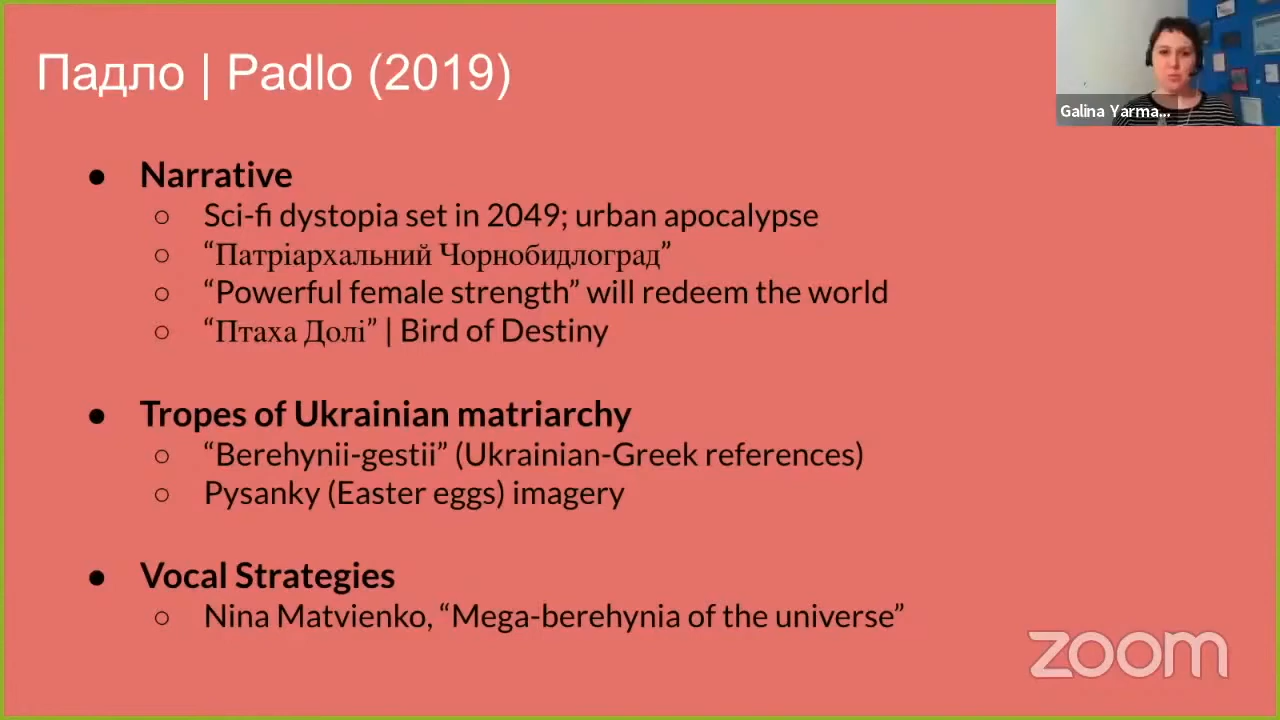 Падло | Padlo (2019)
Galina Yarma...
● Narrative
○ Sci-fi dystopia set in 2049; urban apocalypse
○ “Патріархальний Чорнобидлоград”
○ “Powerful female strength” will redeem the world
○ “Птаха Долі” | Bird of Destiny
● Tropes of Ukrainian matriarchy
○ “Berehynii-gestii” (Ukrainian-Greek references)
○ Pysanky (Easter eggs) imagery
● Vocal Strategies
○ Nina Matvienko, “Mega-berehynia of the universe”
zoom